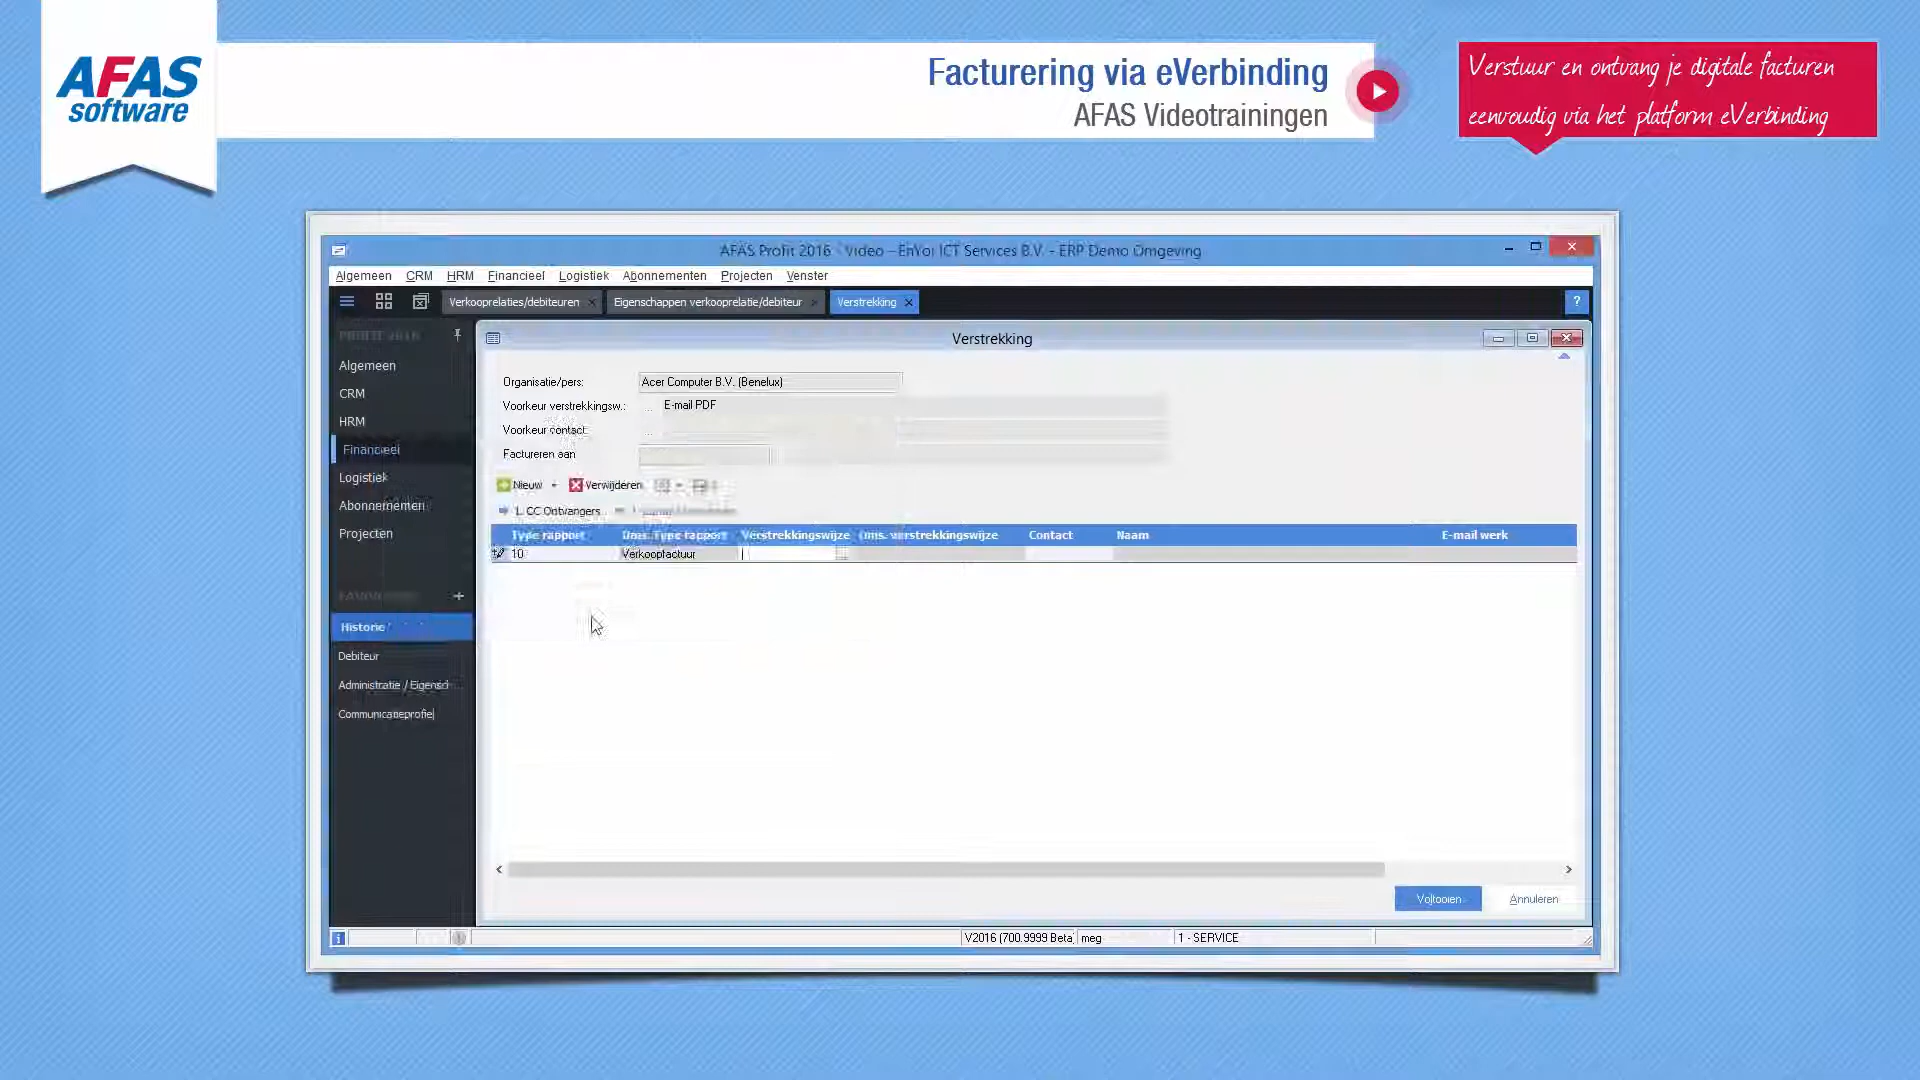 AFAS
software
Facturering via eVerbinding
AFAS Videotrainingen
Verstuur en ontvang je digitale facturen
eenvoudig via het platform eVerbinding
AFAS Profit 2016 - Video - EnYoi ICT Services B.V. - ERP Demo Omgeving
Algemeen CRM HRM Financieel Logistiek Abonnementen Projecten Venster
Verkooprelaties/debiteuren Eigenschappen verkooprelatie/debiteur Verstrekking ?
PROFIT 2016
Verstrekking
Algemeen
CRM
HRM
Financieel
Logistiek
Abonnementen
Projecten
Historie
Debiteur
Administratie / Eigensch
Communicatieprofiel
Organisatie/pers: Acer Computer B.V. (Benelux)
Voorkeur verstrekkingsw.: ... E-mail PDF
Voorkeur contact: ...
Factureren aan
Nieuw Verwijderen
1. CC Ontvangers
Type rapport Oms. Type rapport Verstrekkingswijze Oms. verstrekkingswijze Contact Naam E-mail werk
10 Verkoopfactuur
Voltooien Annuleren
V2016 (700.9999 Beta) meg 1 - SERVICE